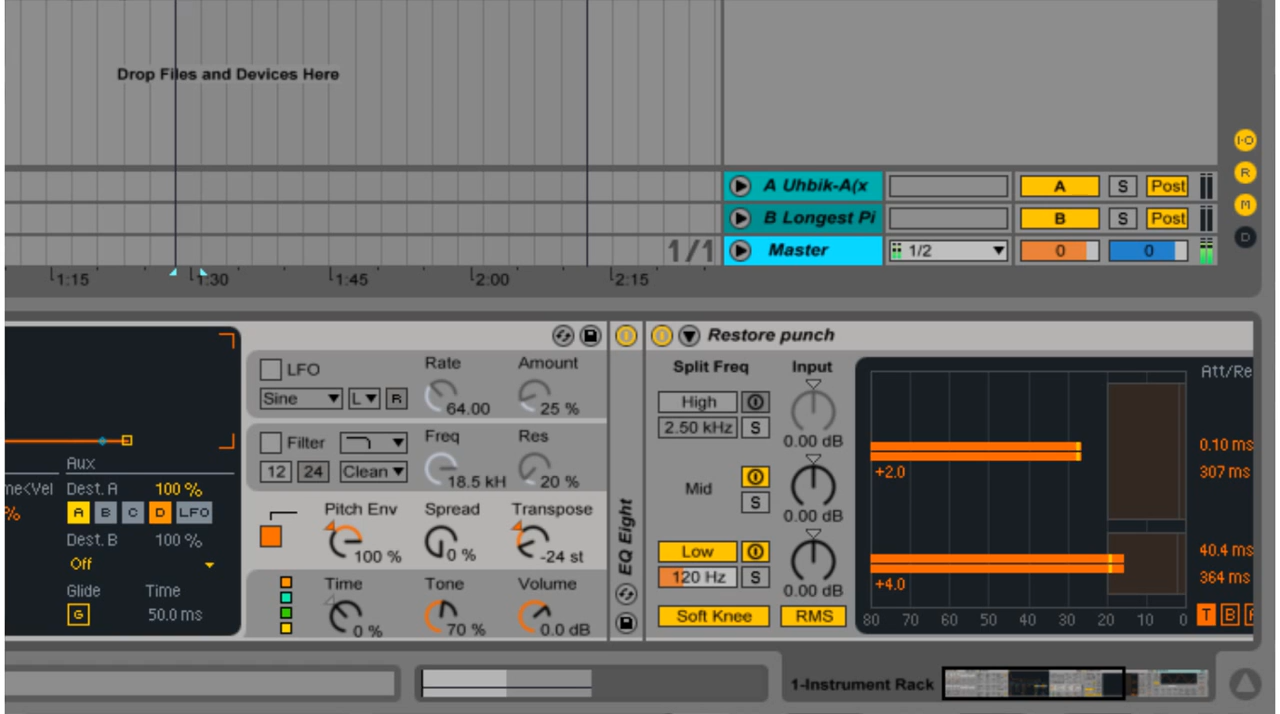 Drop Files and Devices Here
I·O
R
M
D
A Uhbik-A(x A S Post
B Longest Pi B S Post
1/1 Master 1/2 0 0
1:15 1:30 1:45 2:00 2:15
Restore punch
LFO Rate Amount
Sine L R 64.00 25 %
Filter Freq Res
12 24 Clean 18.5 kH 20 %
Pitch Env Spread Transpose
100 % 0 % -24 st
Time Tone Volume
0 % 70 % 0.0 dB
Aux
me<Vel Dest. A 100 %
% A B C D LFO
Dest. B 100 %
Off
Glide Time
G 50.0 ms
EQ Eight
Split Freq Input
High
2.50 kHz S 0.00 dB
Mid S 0.00 dB
Low
120 Hz S 0.00 dB
Soft Knee RMS
Att/Re
+2.0 0.10 ms
307 ms
+4.0 40.4 ms
364 ms
80 70 60 50 40 30 20 10 0 T B
1-Instrument Rack